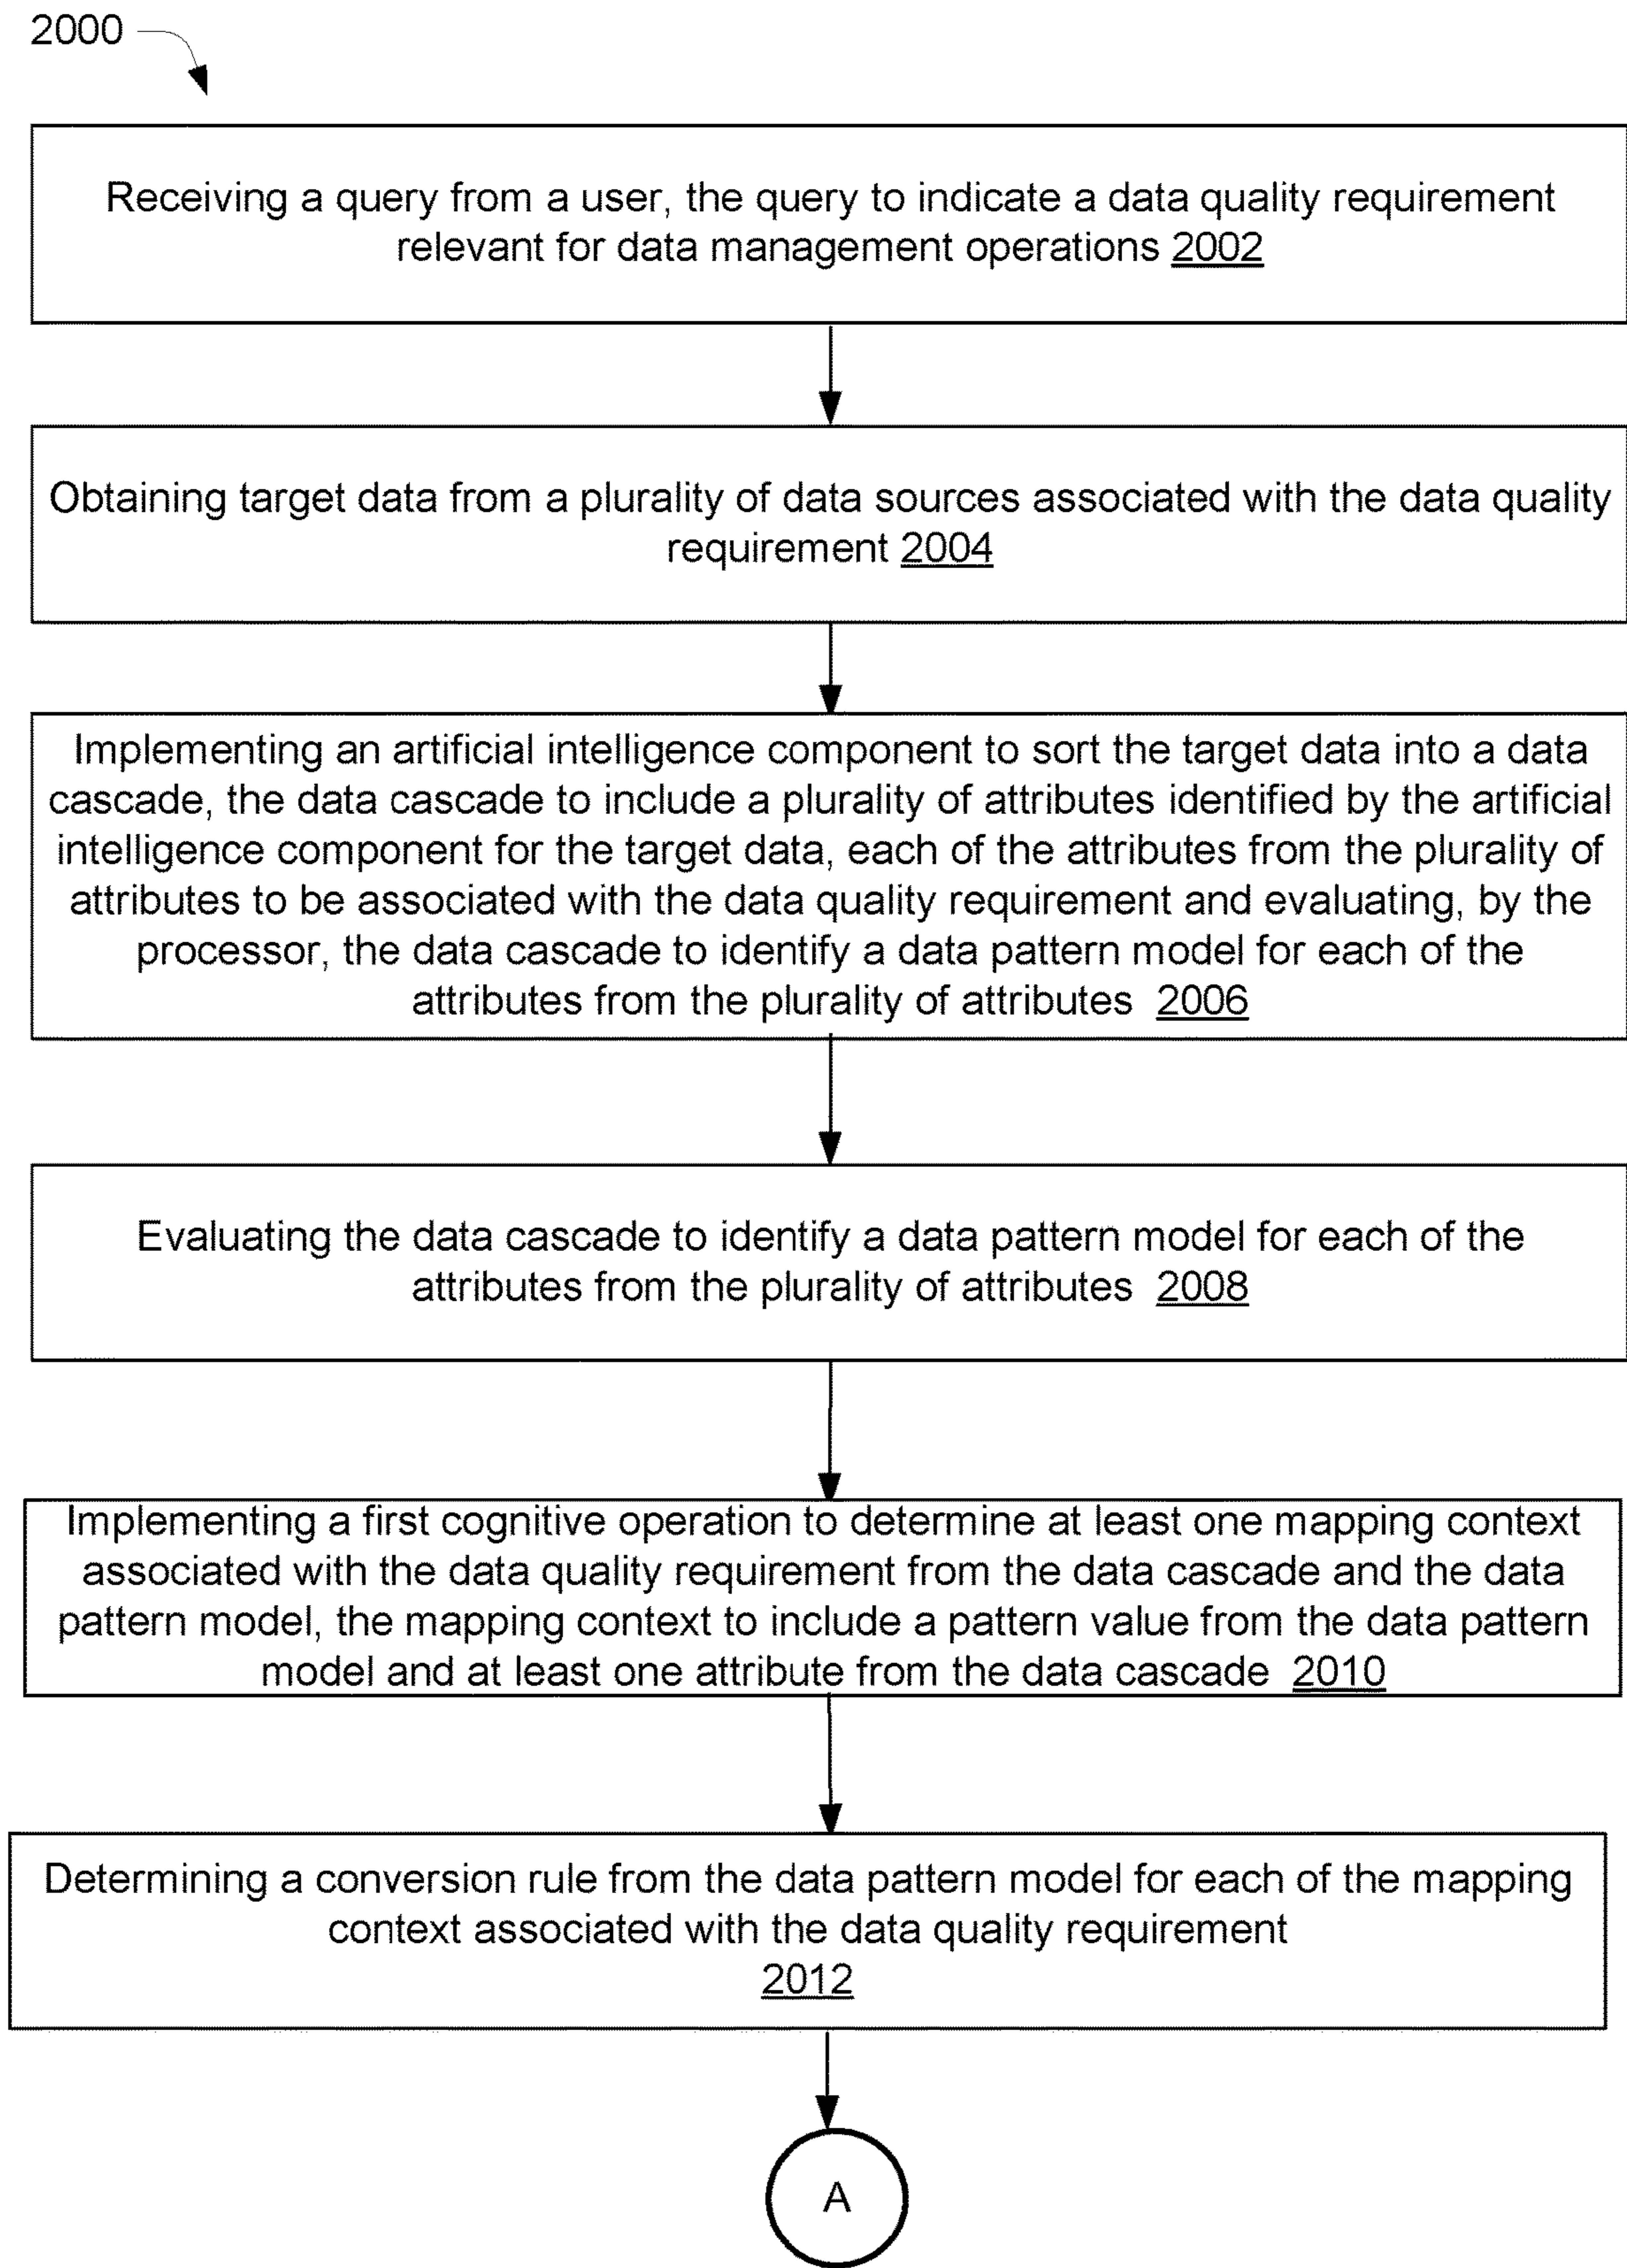 2000
Receiving a query from a user, the query to indicate a data quality requirement
relevant for data management operations 2002
Obtaining target data from a plurality of data sources associated with the data quality
requirement 2004
Implementing an artificial intelligence component to sort the target data into a data
cascade, the data cascade to include a plurality of attributes identified by the artificial
intelligence component for the target data, each of the attributes from the plurality of
attributes to be associated with the data quality requirement and evaluating, by the
processor, the data cascade to identify a data pattern model for each of the
attributes from the plurality of attributes 2006
Evaluating the data cascade to identify a data pattern model for each of the
attributes from the plurality of attributes 2008
Implementing a first cognitive operation to determine at least one mapping context
associated with the data quality requirement from the data cascade and the data
pattern model, the mapping context to include a pattern value from the data pattern
model and at least one attribute from the data cascade 2010
Determining a conversion rule from the data pattern model for each of the mapping
context associated with the data quality requirement
2012
A